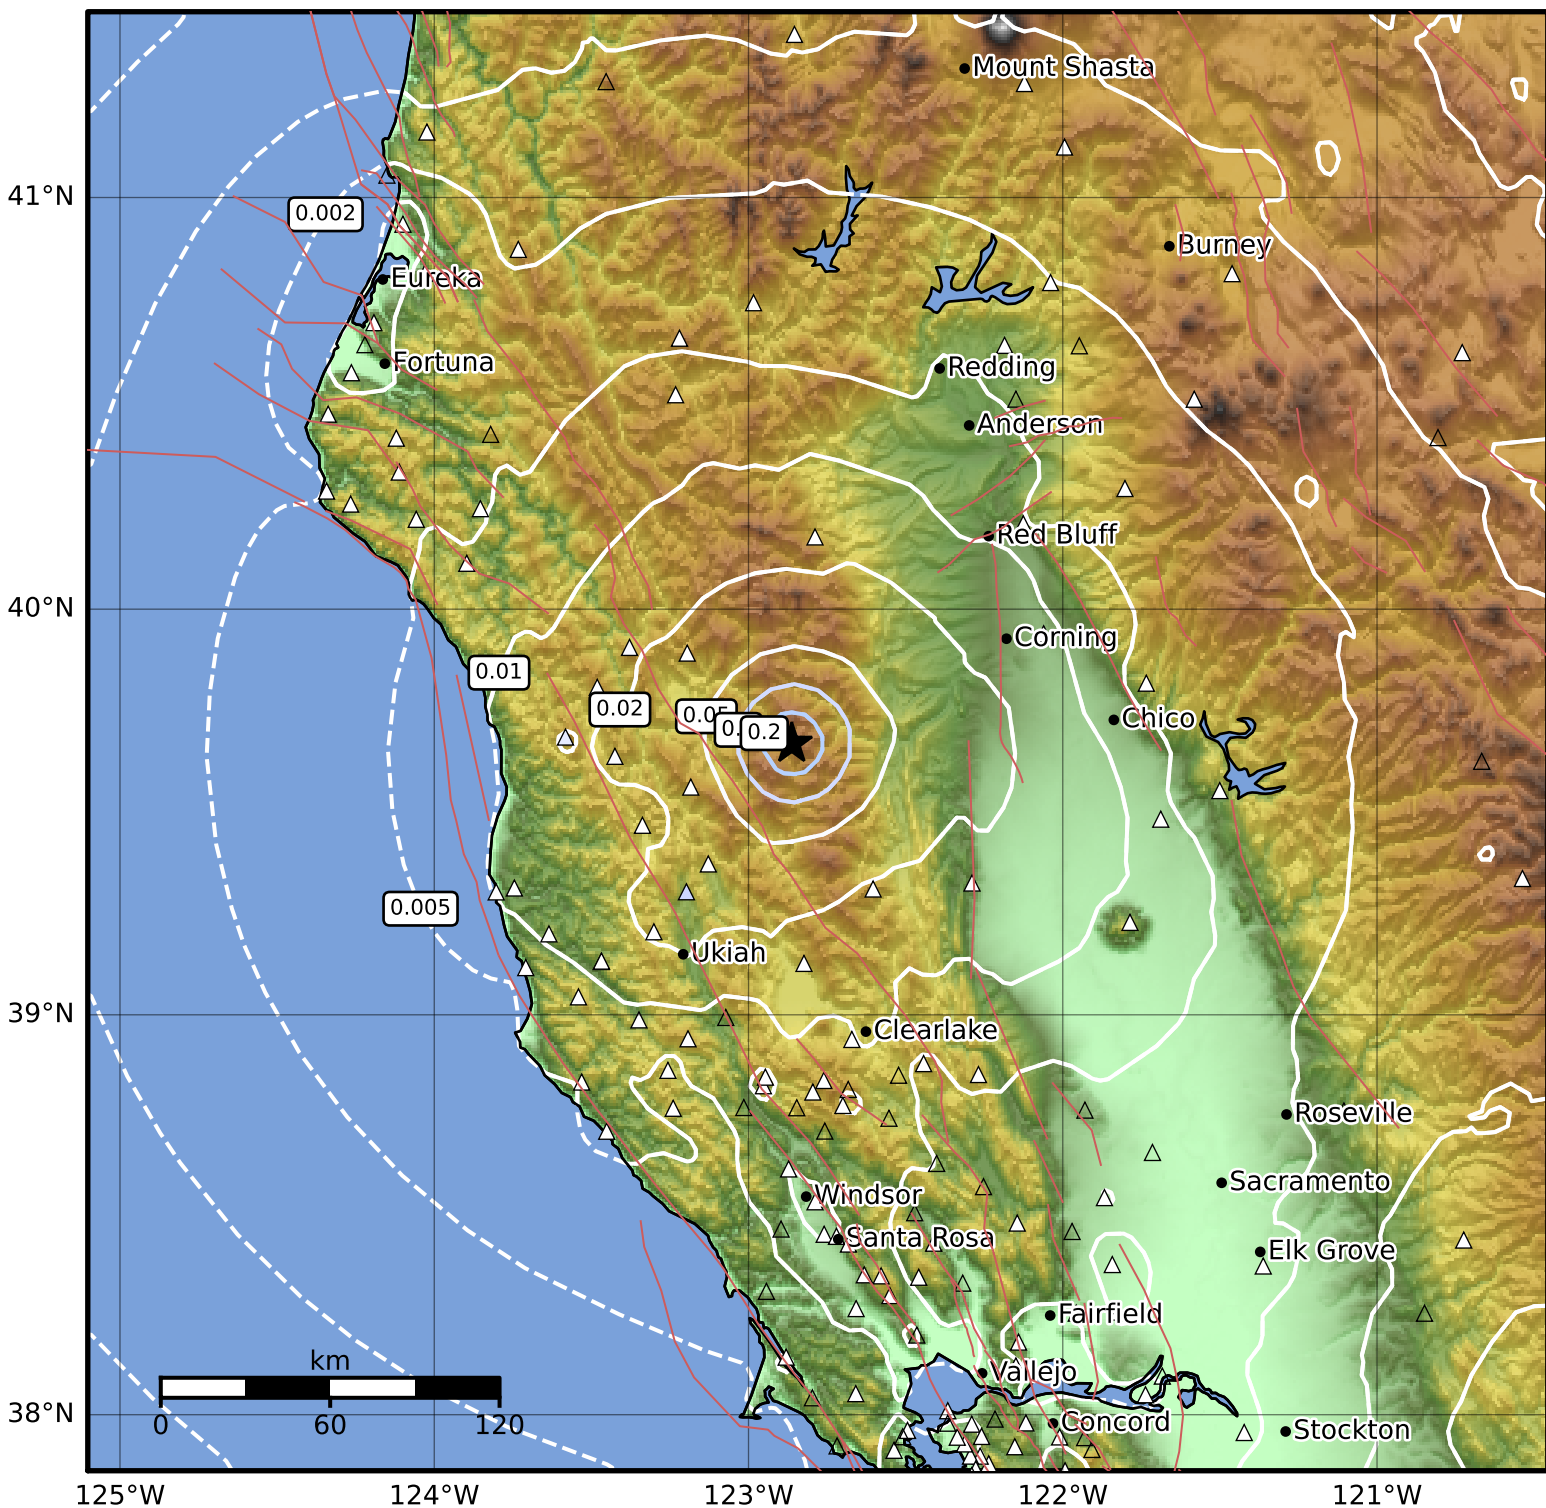 Mount Shasta
41°N
0.002
Burney
Eureka
Fortuna
Redding
Anderson
Red Bluff
40°N
Corning
0.01
0.02
Chico
0.2
0.005
Ukiah
39°N
Clearlake
Roseville
Sacramento
Windsor
Santa Rosa
Elk Grove
Fairfield
km
Vallejo
0 60 120
38°N
Concord
Stockton
125°W 124°W 123°W 122°W 121°W